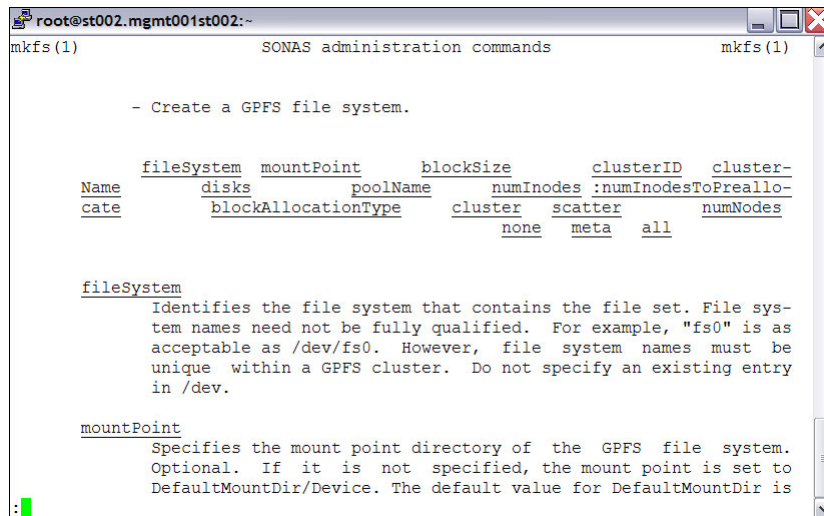 root@st002.mgmt001st002:~
mkfs(1) SONAS administration commands mkfs(1)
- Create a GPFS file system.
fileSystem mountPoint blockSize clusterID cluster-
Name disks poolName numInodes :numInodesToPreallo-
cate blockAllocationType cluster scatter numNodes
none meta all
fileSystem
Identifies the file system that contains the file set. File sys-
tem names need not be fully qualified. For example, "fs0" is as
acceptable as /dev/fs0. However, file system names must be
unique within a GPFS cluster. Do not specify an existing entry
in /dev.
mountPoint
Specifies the mount point directory of the GPFS file system.
Optional. If it is not specified, the mount point is set to
DefaultMountDir/Device. The default value for DefaultMountDir is
: